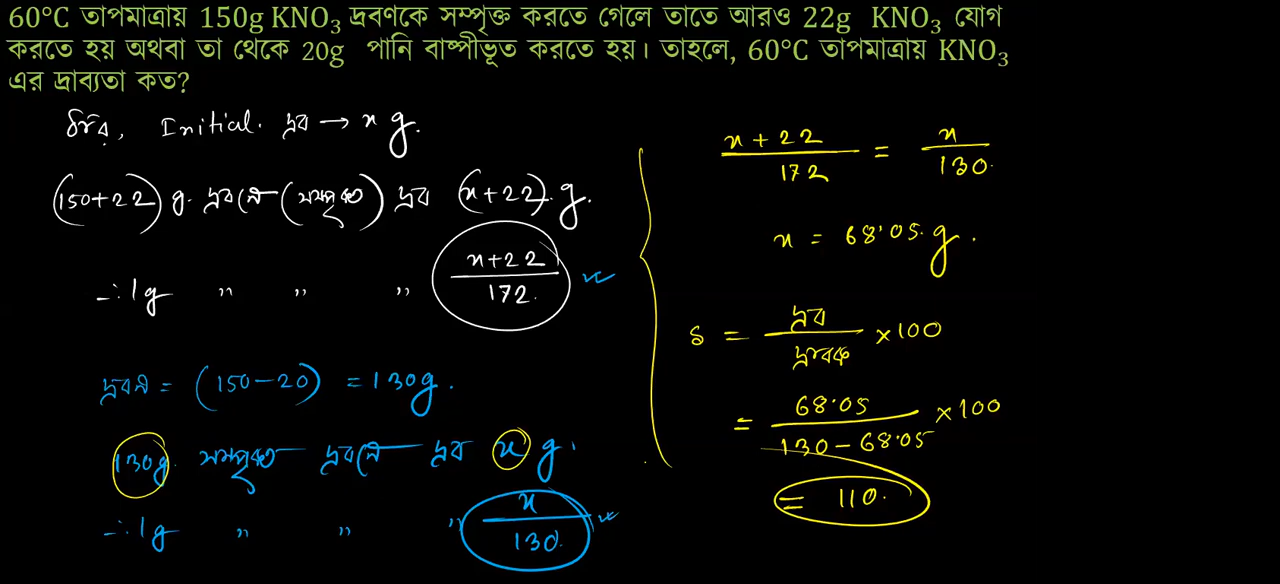 60°C তাপমাত্রায় 150g KNO₃ দ্রবণকে সম্পৃক্ত করতে গেলে তাতে আরও 22g KNO₃ যোগ
করতে হয় অথবা তা থেকে 20g পানি বাষ্পীভূত করতে হয়। তাহলে, 60°C তাপমাত্রায় KNO₃
এর দ্রাব্যতা কত?
ধরি, Initial. দ্রব → x g.
(150+22) g. দ্রবনে (সম্পৃক্ত) দ্রব (x+22). g.
∴ 1g " " " x+22 / 172.
দ্রবন = (150-20) = 130g.
130g. সম্পৃক্ত দ্রবনে দ্রব x g.
∴ 1g " " " x / 130.
x+22 / 172 = x / 130.
x = 68.05 g.
s = দ্রব / দ্রাবক × 100
= 68.05 / 130-68.05 × 100
= 110.